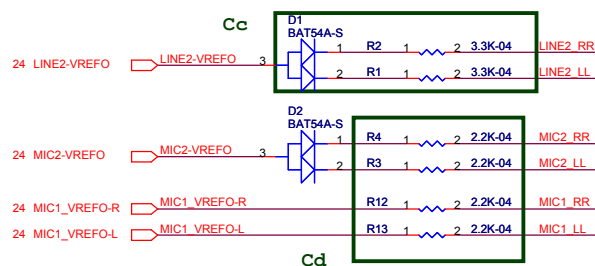 Cc
D1
BAT54A-S
1 R2 1 2 3.3K-04 LINE2_RR
24 LINE2-VREFO LINE2-VREFO 3
2 R1 1 2 3.3K-04 LINE2_LL
D2
BAT54A-S
1 R4 1 2 2.2K-04 MIC2_RR
24 MIC2-VREFO MIC2-VREFO 3
2 R3 1 2 2.2K-04 MIC2_LL
24 MIC1_VREFO-R MIC1_VREFO-R R12 1 2 2.2K-04 MIC1_RR
24 MIC1_VREFO-L MIC1_VREFO-L R13 1 2 2.2K-04 MIC1_LL
Cd